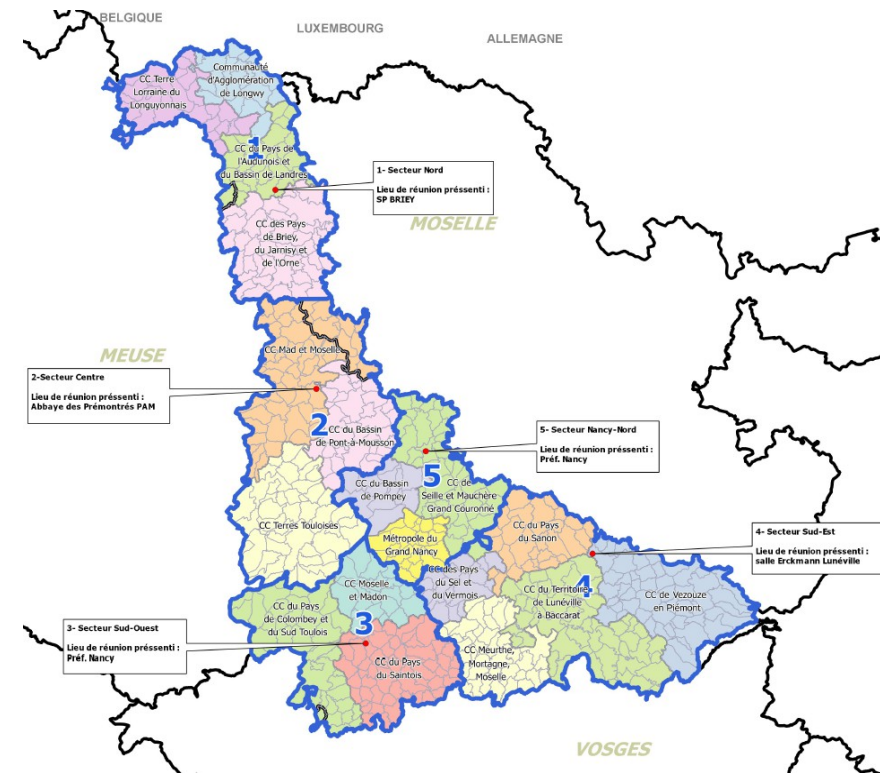 BELGIQUE
LUXEMBOURG
ALLEMAGNE
Communauté
d'Agglomération
de Longwy
CC Terre
Lorraine du
Longuyonnais
1
CC du Pays de
l'Audunois et
du Bassin de Landres
1- Secteur Nord
Lieu de réunion préssenti :
SP BRIEY
MOSELLE
CC des Pays
de Briey,
du Jarnisy et
de l'Orne
MEUSE
CC Mad et Moselle
2-Secteur Centre
Lieu de réunion préssenti :
Abbaye des Prémontrés PAM
2
CC du Bassin
de Pont-à-Mousson
5- Secteur Nancy-Nord
Lieu de réunion préssenti :
Préf. Nancy
5
CC du Bassin
de Pompey
CC de
Seille et Mauchère
Grand Couronné
CC Terres Touloises
Métropole du
Grand Nancy
CC du Pays
du Sanon
4- Secteur Sud-Est
Lieu de réunion préssenti :
salle Erckmann Lunéville
CC Moselle
et Madon
CC des Pays
du Sel et
du Vermois
4
CC du Territoire
de Lunéville
à Baccarat
CC de Vezouze
en Piémont
CC du Pays
de Colombey et
du Sud Toulois
3
3- Secteur Sud-Ouest
Lieu de réunion préssenti :
Préf. Nancy
CC du Pays
du Saintois
CC Meurthe,
Mortagne,
Moselle
VOSGES